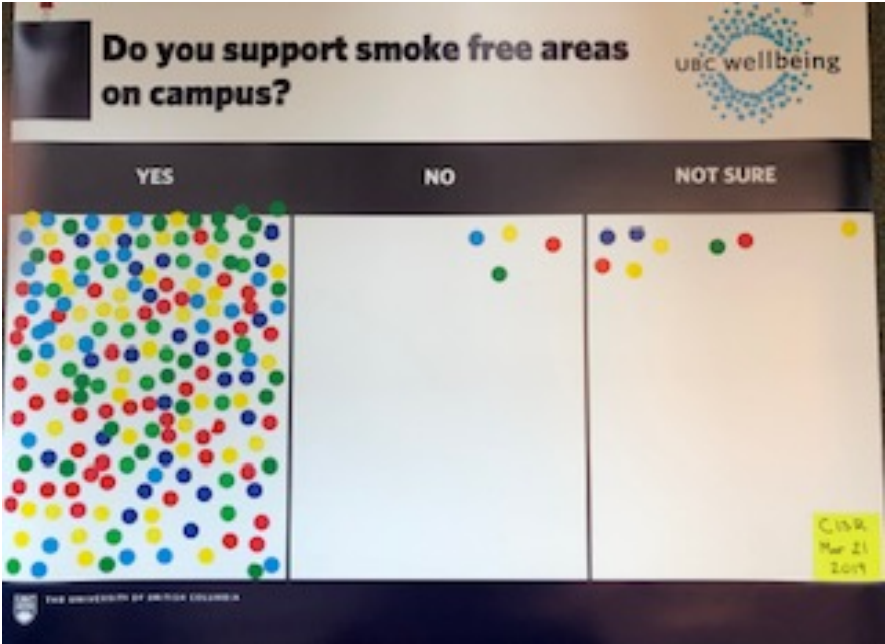 Do you support smoke free areas
on campus?
UBC wellbeing
YES
NO
NOT SURE
Mar 21
2019
THE UNIVERSITY OF BRITISH COLUMBIA